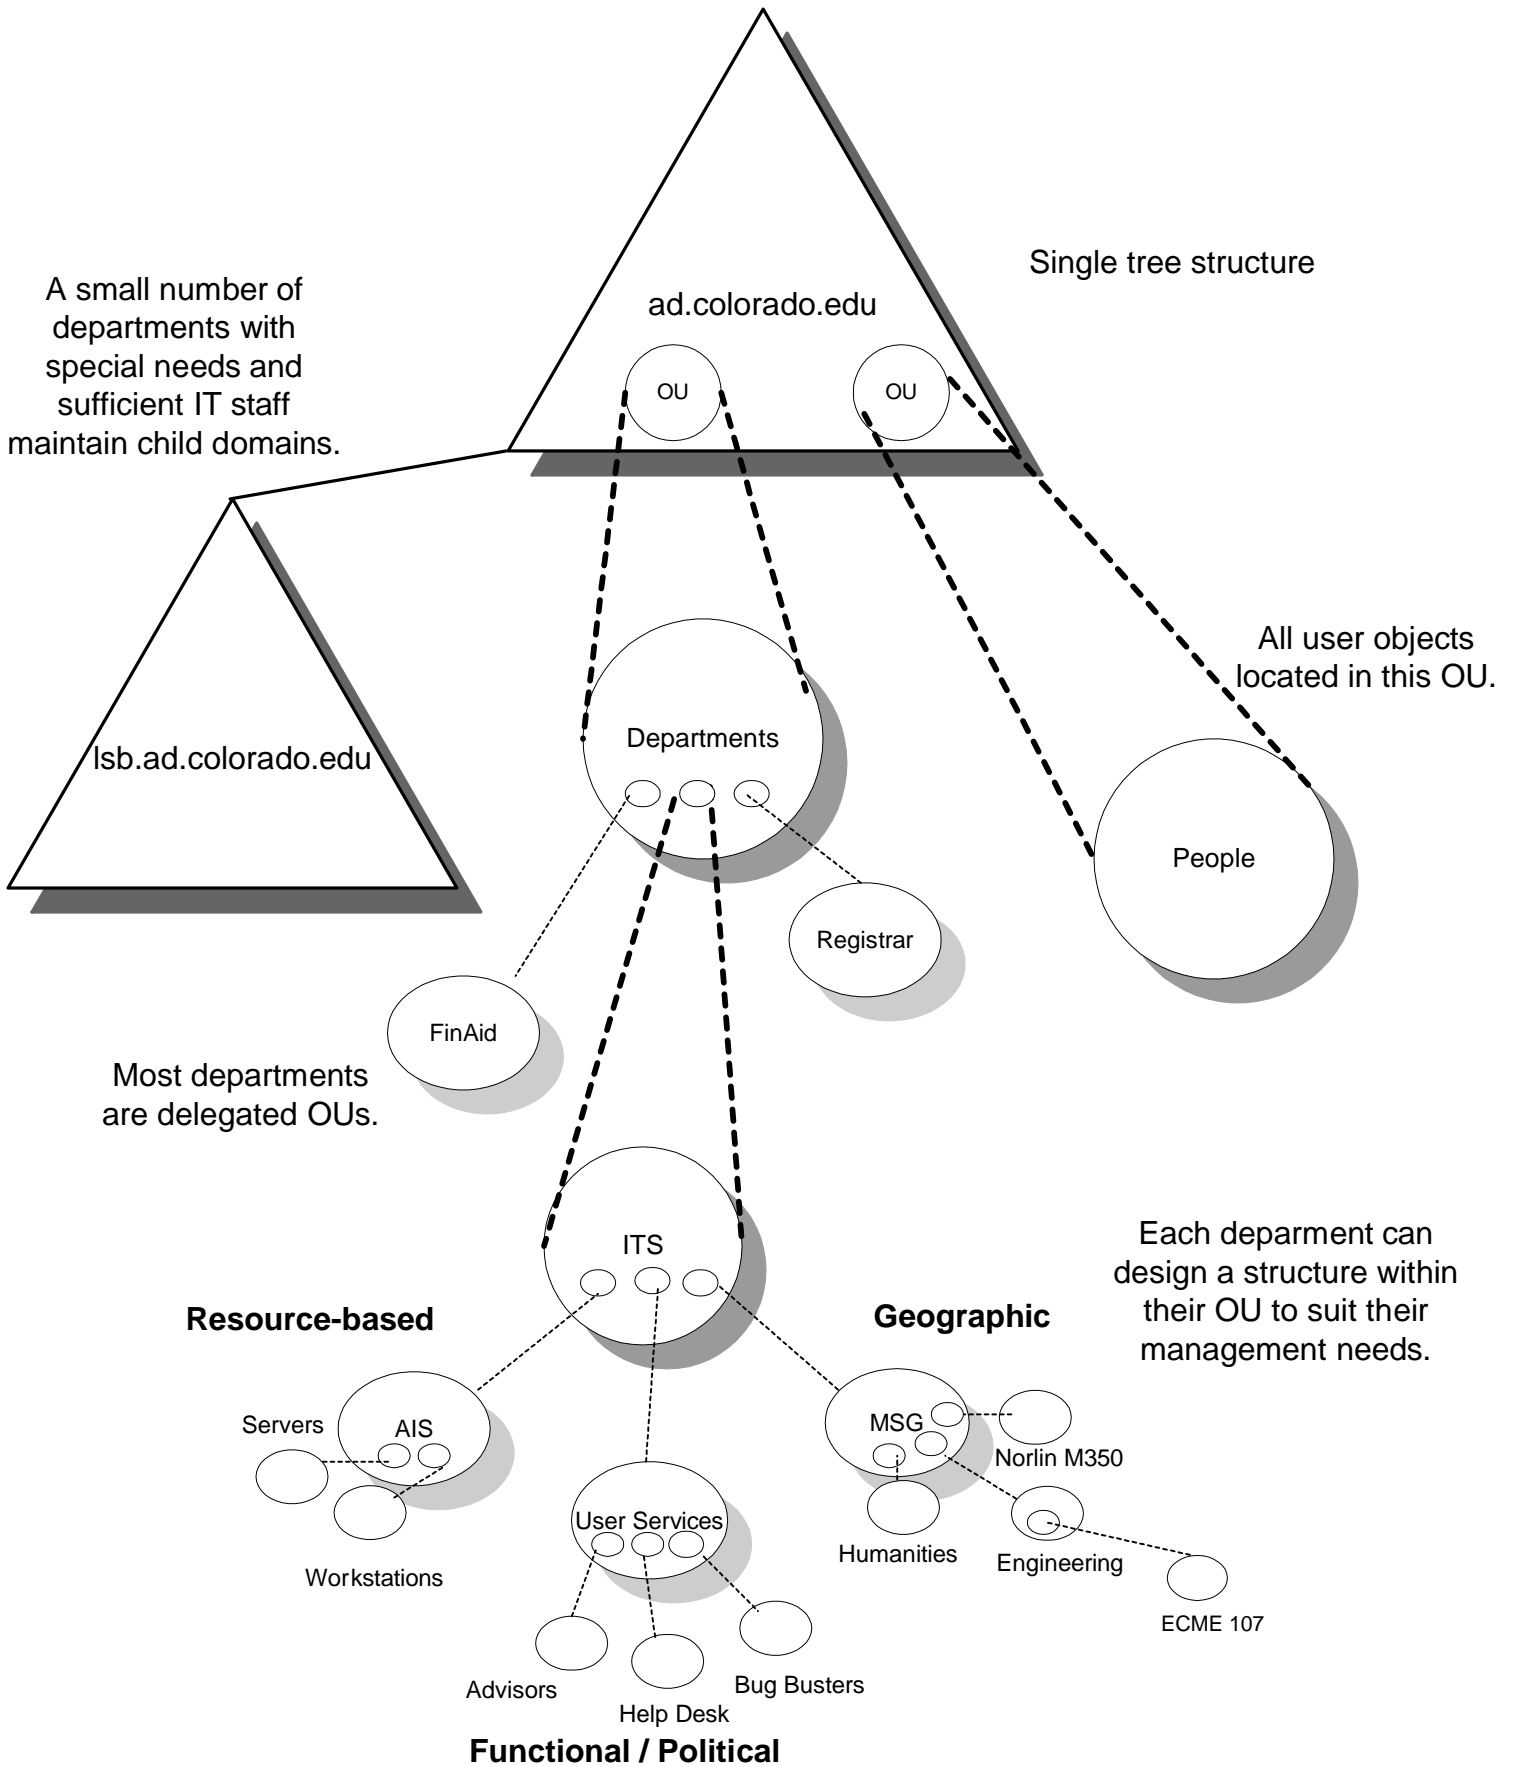 Single tree structure
A small number of
departments with
special needs and
sufficient IT staff
maintain child domains.
ad.colorado.edu
OU
OU
All user objects
located in this OU.
lsb.ad.colorado.edu
Departments
People
Registrar
FinAid
Most departments
are delegated OUs.
ITS
Each deparment can
design a structure within
their OU to suit their
management needs.
Resource-based
Geographic
Servers
AIS
MSG
Norlin M350
User Services
Humanities
Engineering
Workstations
ECME 107
Advisors
Help Desk
Bug Busters
Functional / Political